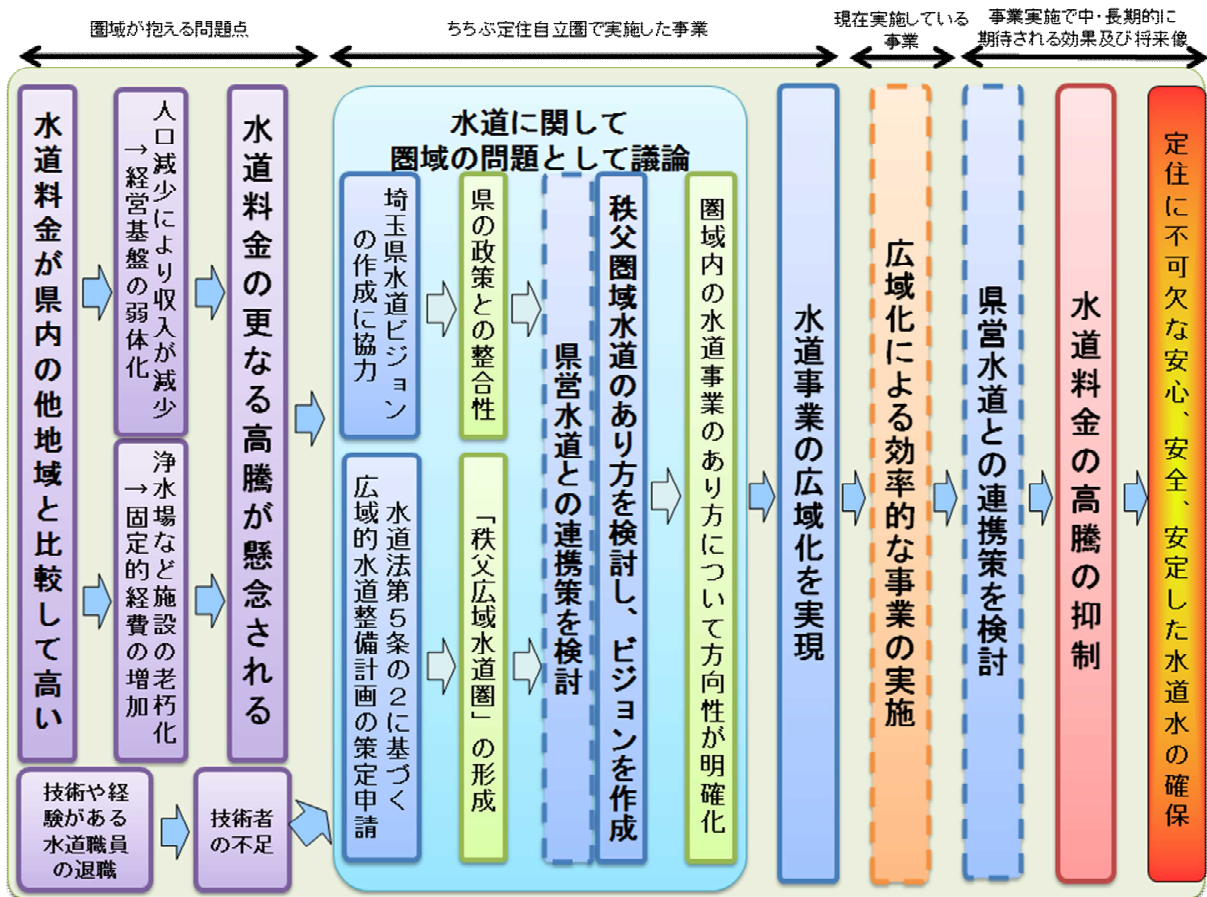 圏域が抱える問題点
ちちぶ定住自立圏で実施した事業
現在実施している
事業
事業実施で中・長期的に
期待される効果及び将来像
水道料金が県内の他地域と比較して高い
人口減少により収入が減少
→経営基盤の弱体化
浄水場など施設の老朽化
→固定的経費の増加
水道料金の更なる高騰が懸念される
技術や経
験がある
水道職員
の退職
技術者
の不足
水道に関して
圏域の問題として議論
埼玉県水道ビジョン
の作成に協力
県の政策との整合性
水道法第5条の2に基づく
広域的水道整備計画の策定申請
「秩父広域水道圏」の形成
県営水道との連携策を検討
秩父圏域水道のあり方を検討し、ビジョンを作成
圏域内の水道事業のあり方について方向性が明確化
水道事業の広域化を実現
広域化による効率的な事業の実施
県営水道との連携策を検討
水道料金の高騰の抑制
定住に不可欠な安心、安全、安定した水道水の確保